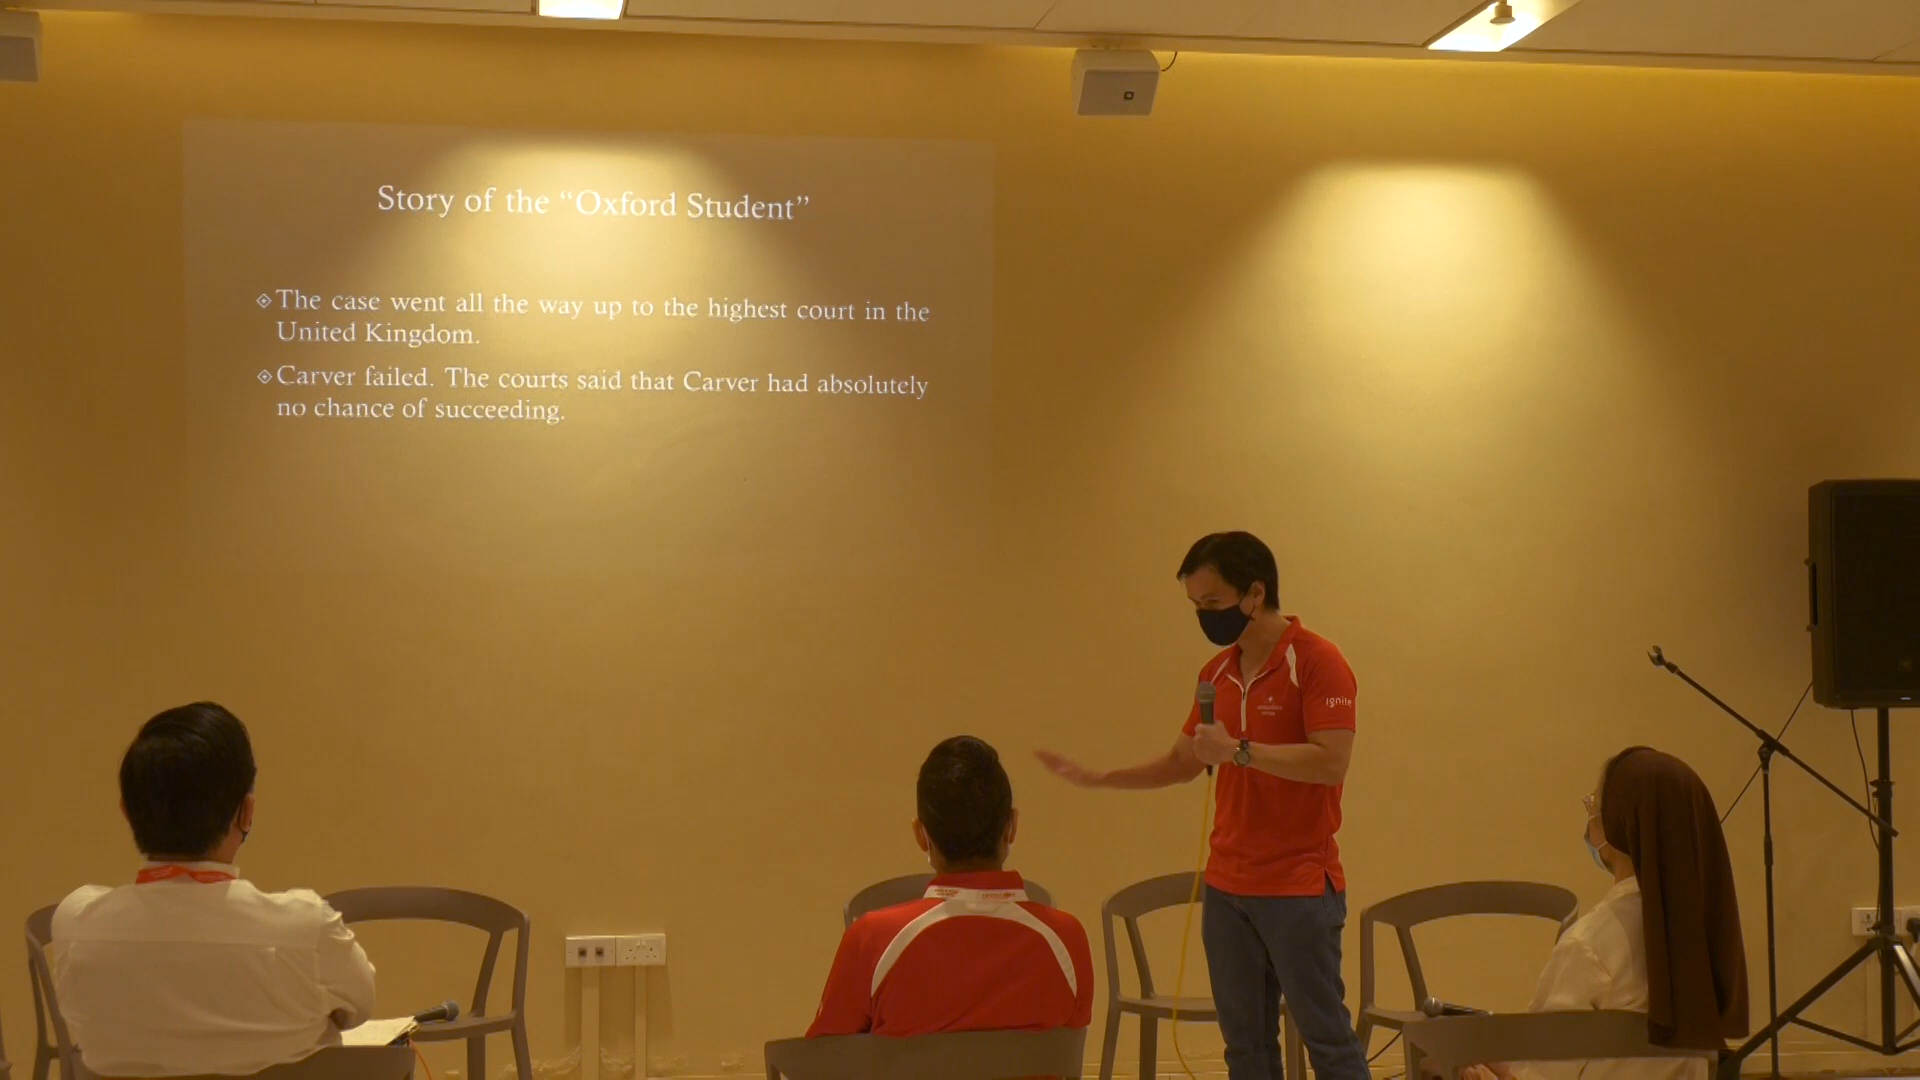 Story of the “Oxford Student”
The case went all the way up to the highest court in the
United Kingdom.
Carver failed. The courts said that Carver had absolutely
no chance of succeeding.
ignite